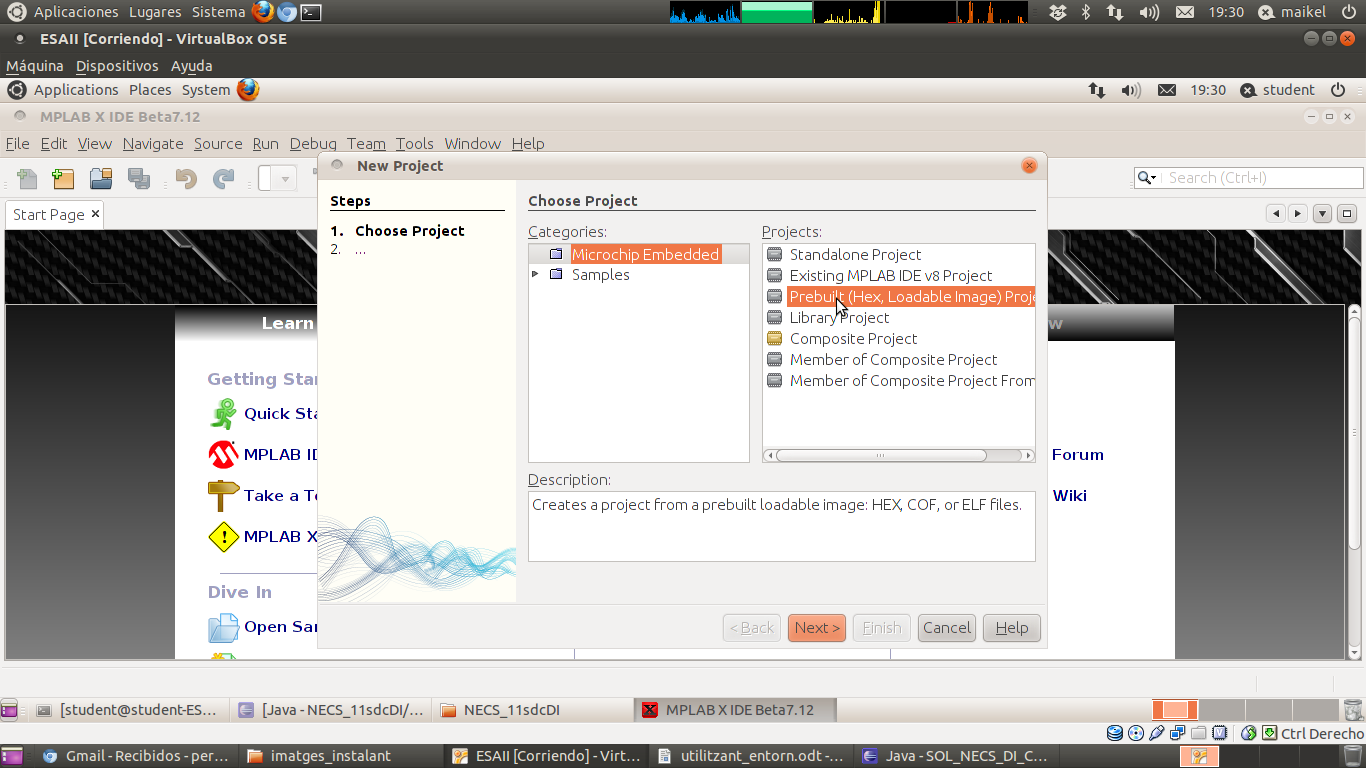 Aplicaciones Lugares Sistema 19:30 maikel
ESAII [Corriendo] - VirtualBox OSE
Máquina Dispositivos Ayuda
Applications Places System 19:30 student
MPLAB X IDE Beta7.12
File Edit View Navigate Source Run Debug Team Tools Window Help
New Project
Search (Ctrl+I)
Start Page
Steps
1. Choose Project
2. ...
Choose Project
Categories:
Microchip Embedded
Samples
Projects:
Standalone Project
Existing MPLAB IDE v8 Project
Prebuilt (Hex, Loadable Image) Proje
Library Project
Composite Project
Member of Composite Project
Member of Composite Project From
Description:
Creates a project from a prebuilt loadable image: HEX, COF, or ELF files.
< Back Next > Finish Cancel Help
Learn
Getting Star
Quick Sta
MPLAB ID
Take a To
MPLAB X
Dive In
Open Sar
w
Forum
Wiki
[student@student-ES... [Java - NECS_11sdcDI/... NECS_11sdcDI MPLAB X IDE Beta7.12
Ctrl Derecho
Gmail - Recibidos - per... imatges_instalant ESAII [Corriendo] - Virt... utilitzant_entorn.odt -... Java - SOL_NECS_DI_C...